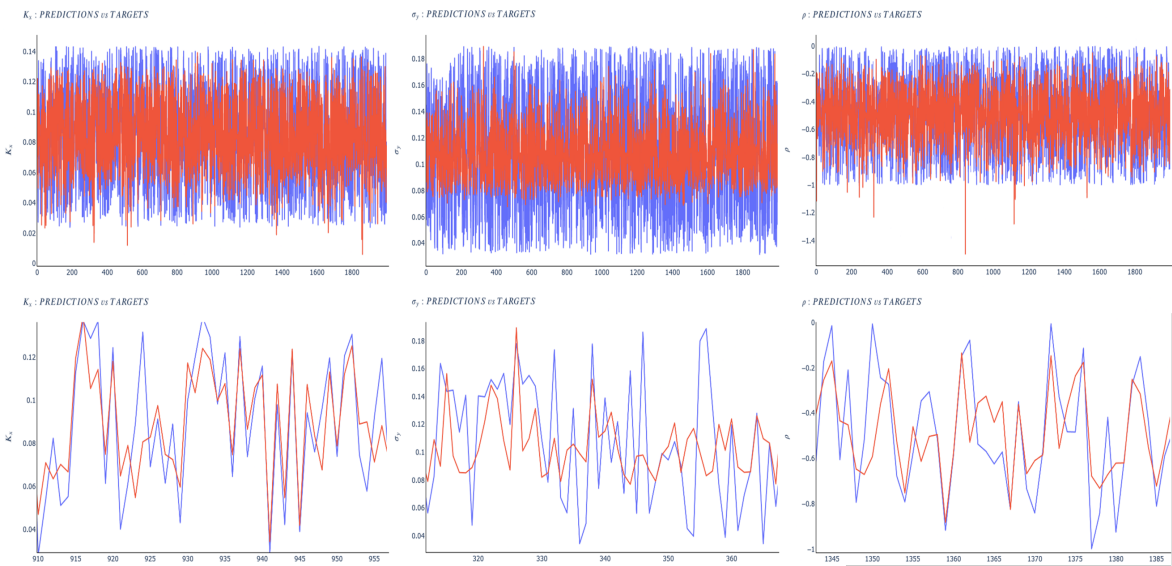 Kₓ : PREDICTIONS vs TARGETS
σᵧ : PREDICTIONS vs TARGETS
ρ : PREDICTIONS vs TARGETS
0.14
0.12
0.1
0.08
0.06
0.04
0.02
0
Kₓ
0 200 400 600 800 1000 1200 1400 1600 1800
0.18
0.16
0.14
0.12
0.1
0.08
0.06
0.04
σᵧ
0 200 400 600 800 1000 1200 1400 1600 1800
0
−0.2
−0.4
−0.6
−0.8
−1
−1.2
−1.4
ρ
0 200 400 600 800 1000 1200 1400 1600 1800
Kₓ : PREDICTIONS vs TARGETS
σᵧ : PREDICTIONS vs TARGETS
ρ : PREDICTIONS vs TARGETS
0.12
0.1
0.08
0.06
0.04
Kₓ
910 915 920 925 930 935 940 945 950 955
0.18
0.16
0.14
0.12
0.1
0.08
0.06
0.04
σᵧ
320 330 340 350 360
0
−0.2
−0.4
−0.6
−0.8
−1
ρ
1345 1350 1355 1360 1365 1370 1375 1380 1385